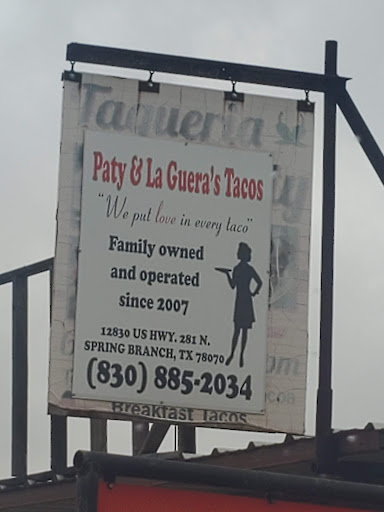 Taqueria
Paty & La Guera's Tacos
"We put love in every taco"
Family owned
and operated
since 2007
12830 US HWY. 281 N.
SPRING BRANCH, TX 78070
(830) 885-2034
Breakfast Tacos